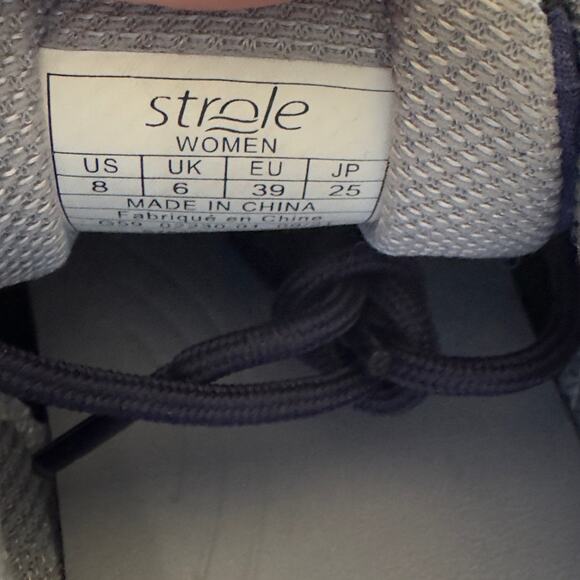 strole
WOMEN
US UK EU JP
8 6 39 25
MADE IN CHINA
Fabriqué en Chine